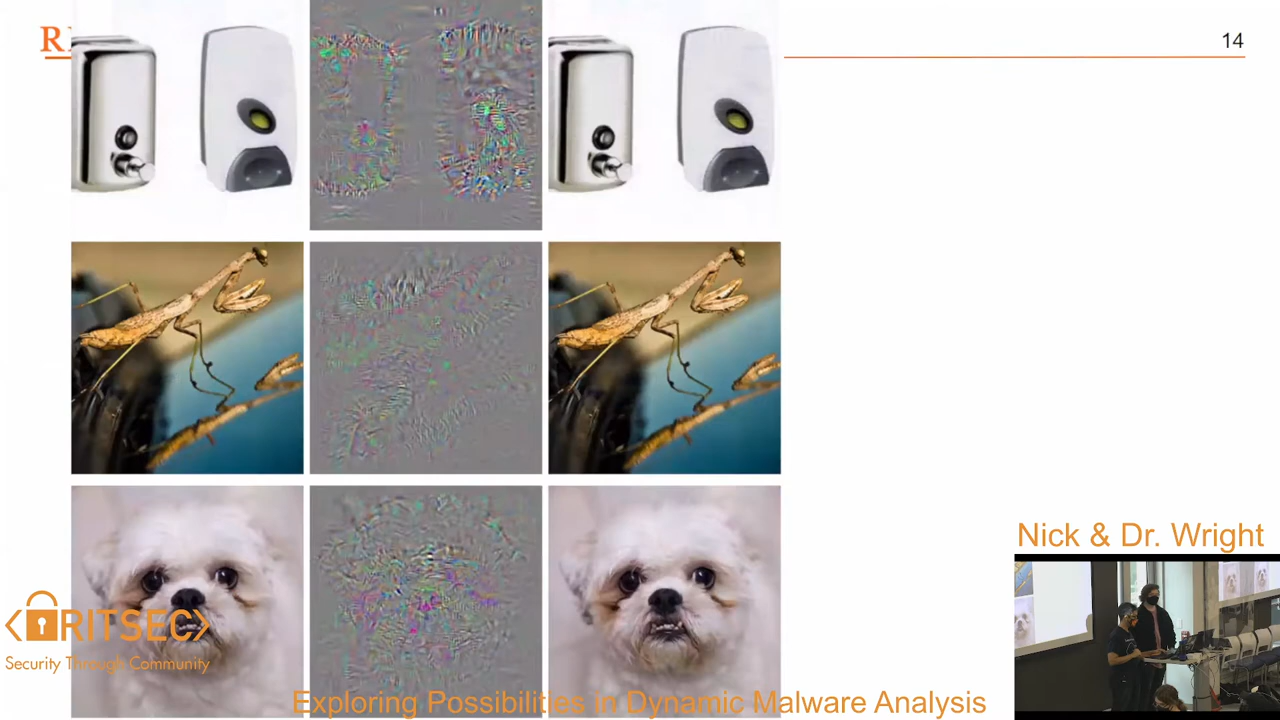 R
14
Nick & Dr. Wright
<RITSEC>
Security Through Community
Exploring Possibilities in Dynamic Malware Analysis